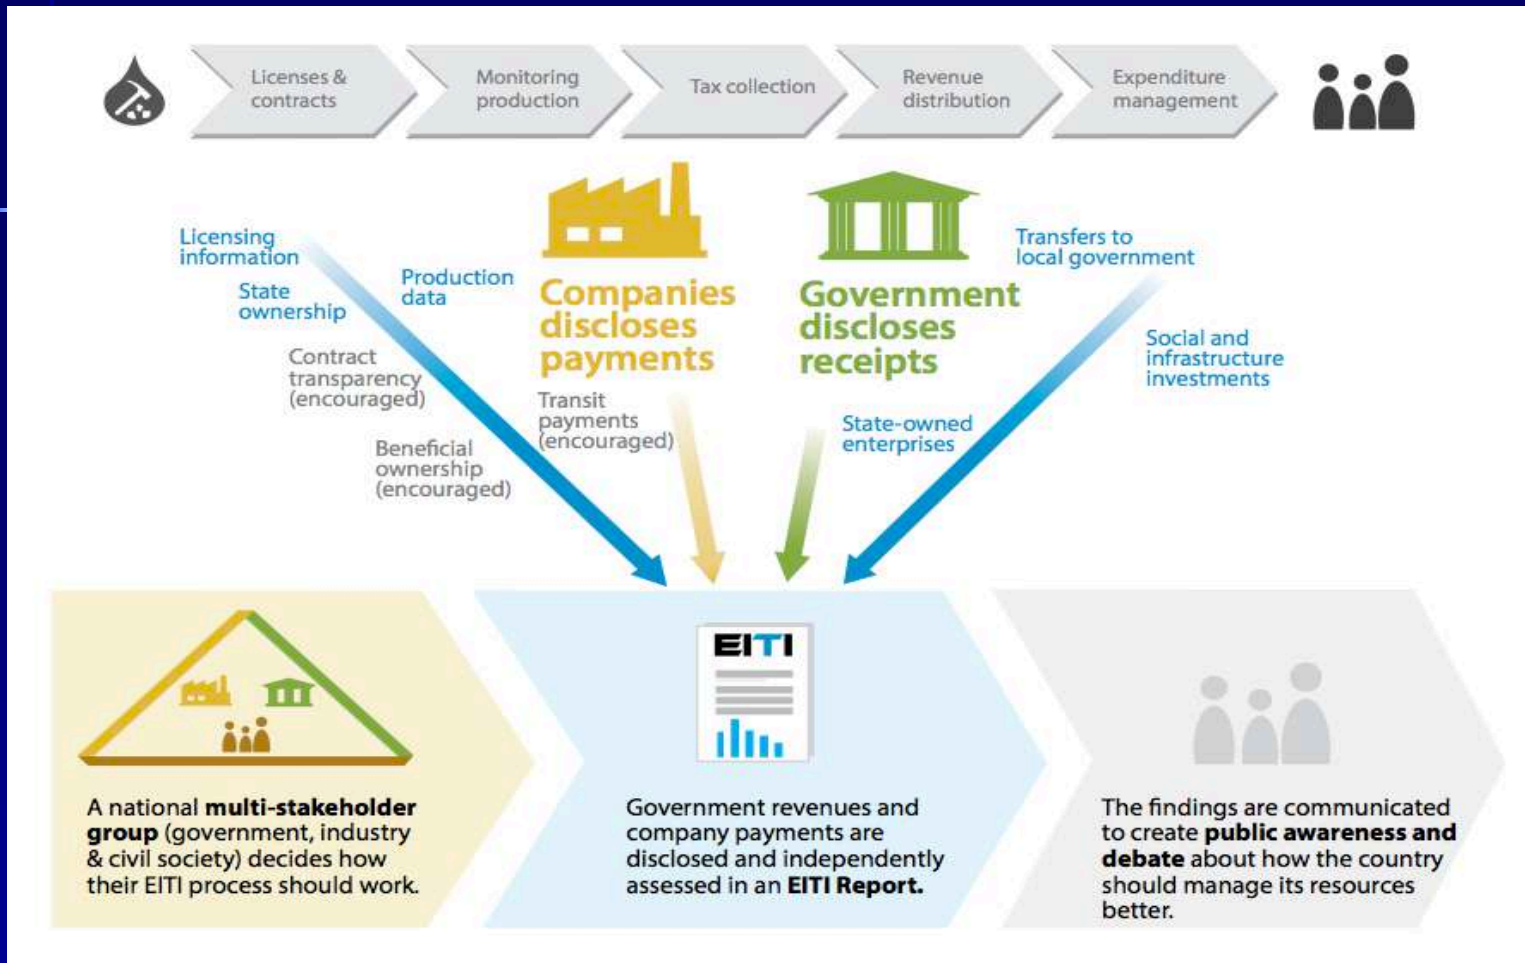 Licenses &
contracts
Monitoring
production
Tax collection
Revenue
distribution
Expenditure
management
Licensing
information
State
ownership
Production
data
Contract
transparency
(encouraged)
Beneficial
ownership
(encouraged)
Companies
discloses
payments
Transit
payments
(encouraged)
Government
discloses
receipts
State-owned
enterprises
Transfers to
local government
Social and
infrastructure
investments
A national multi-stakeholder
group (government, industry
& civil society) decides how
their EITI process should work.
EITI
Government revenues and
company payments are
disclosed and independently
assessed in an EITI Report.
The findings are communicated
to create public awareness and
debate about how the country
should manage its resources
better.